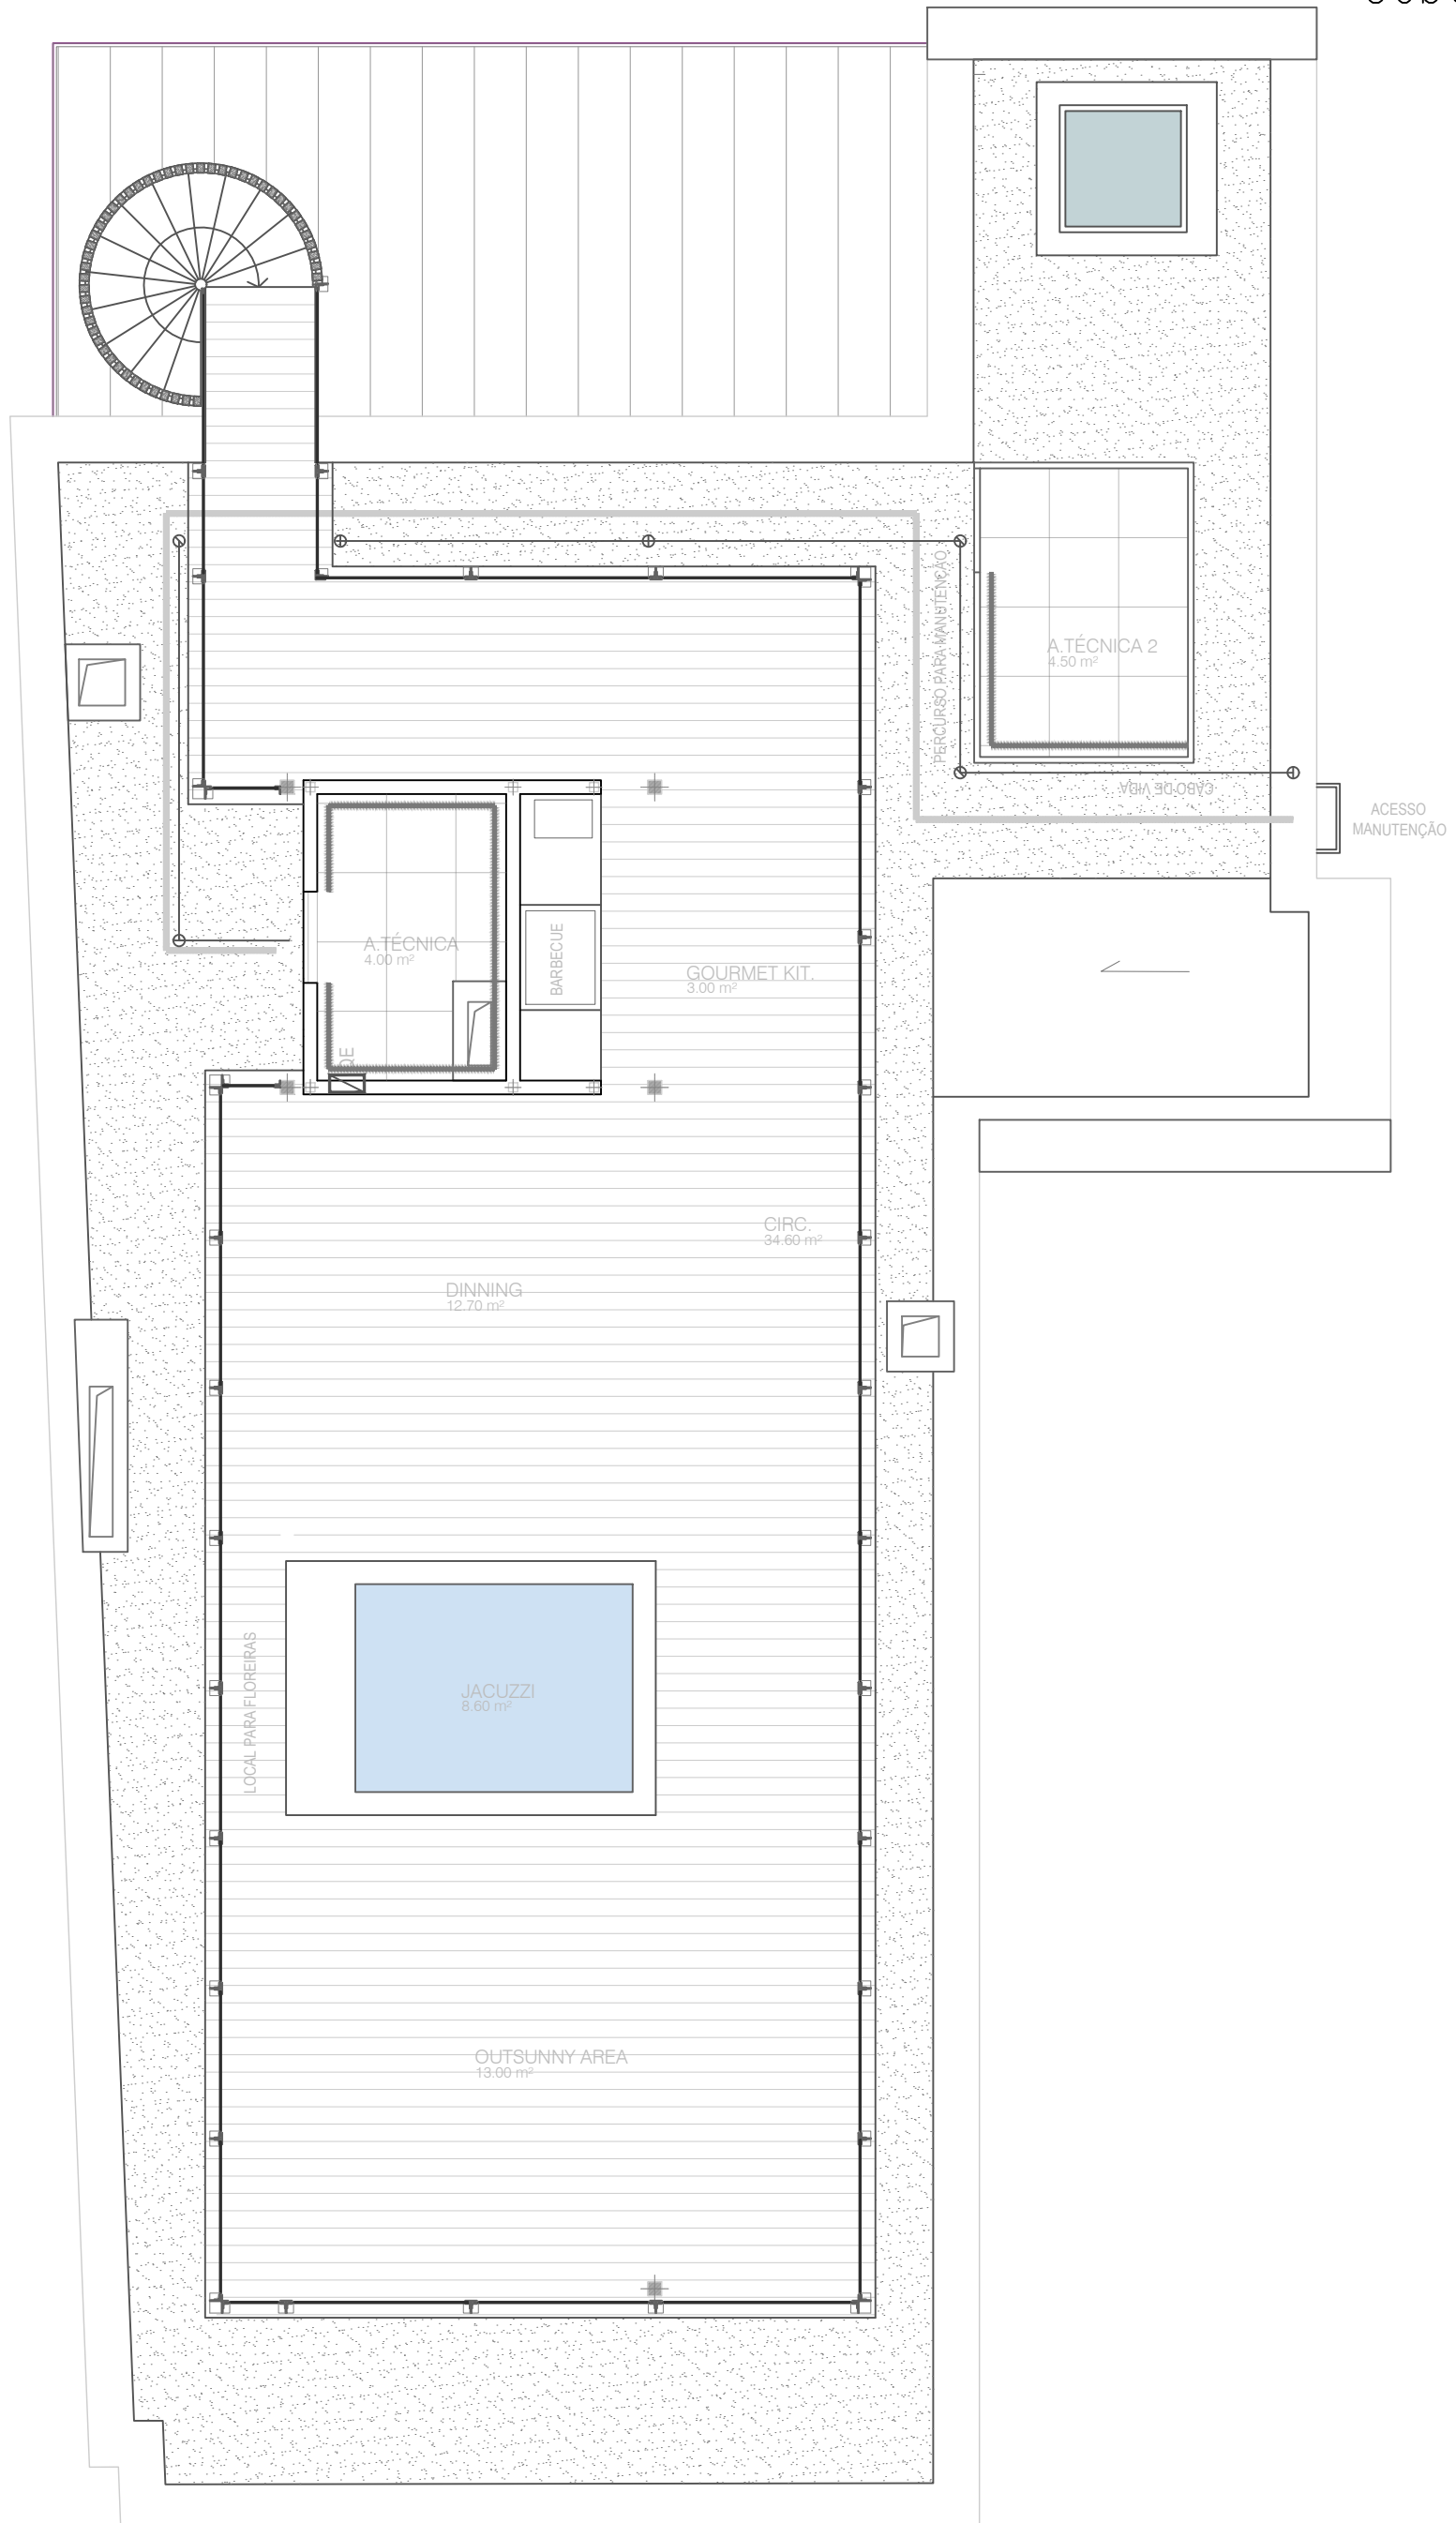 A.TÉCNICA 2
4.50 m²
PERCURSO PARA MANUTENÇÃO
CABO DE VIDA
ACESSO
MANUTENÇÃO
A.TÉCNICA
4.00 m²
BARBECUE
GOURMET KIT.
3.00 m²
QE
CIRC.
34.60 m²
DINNING
12.70 m²
LOCAL PARA FLOREIRAS
JACUZZI
8.60 m²
OUTSUNNY AREA
13.00 m²